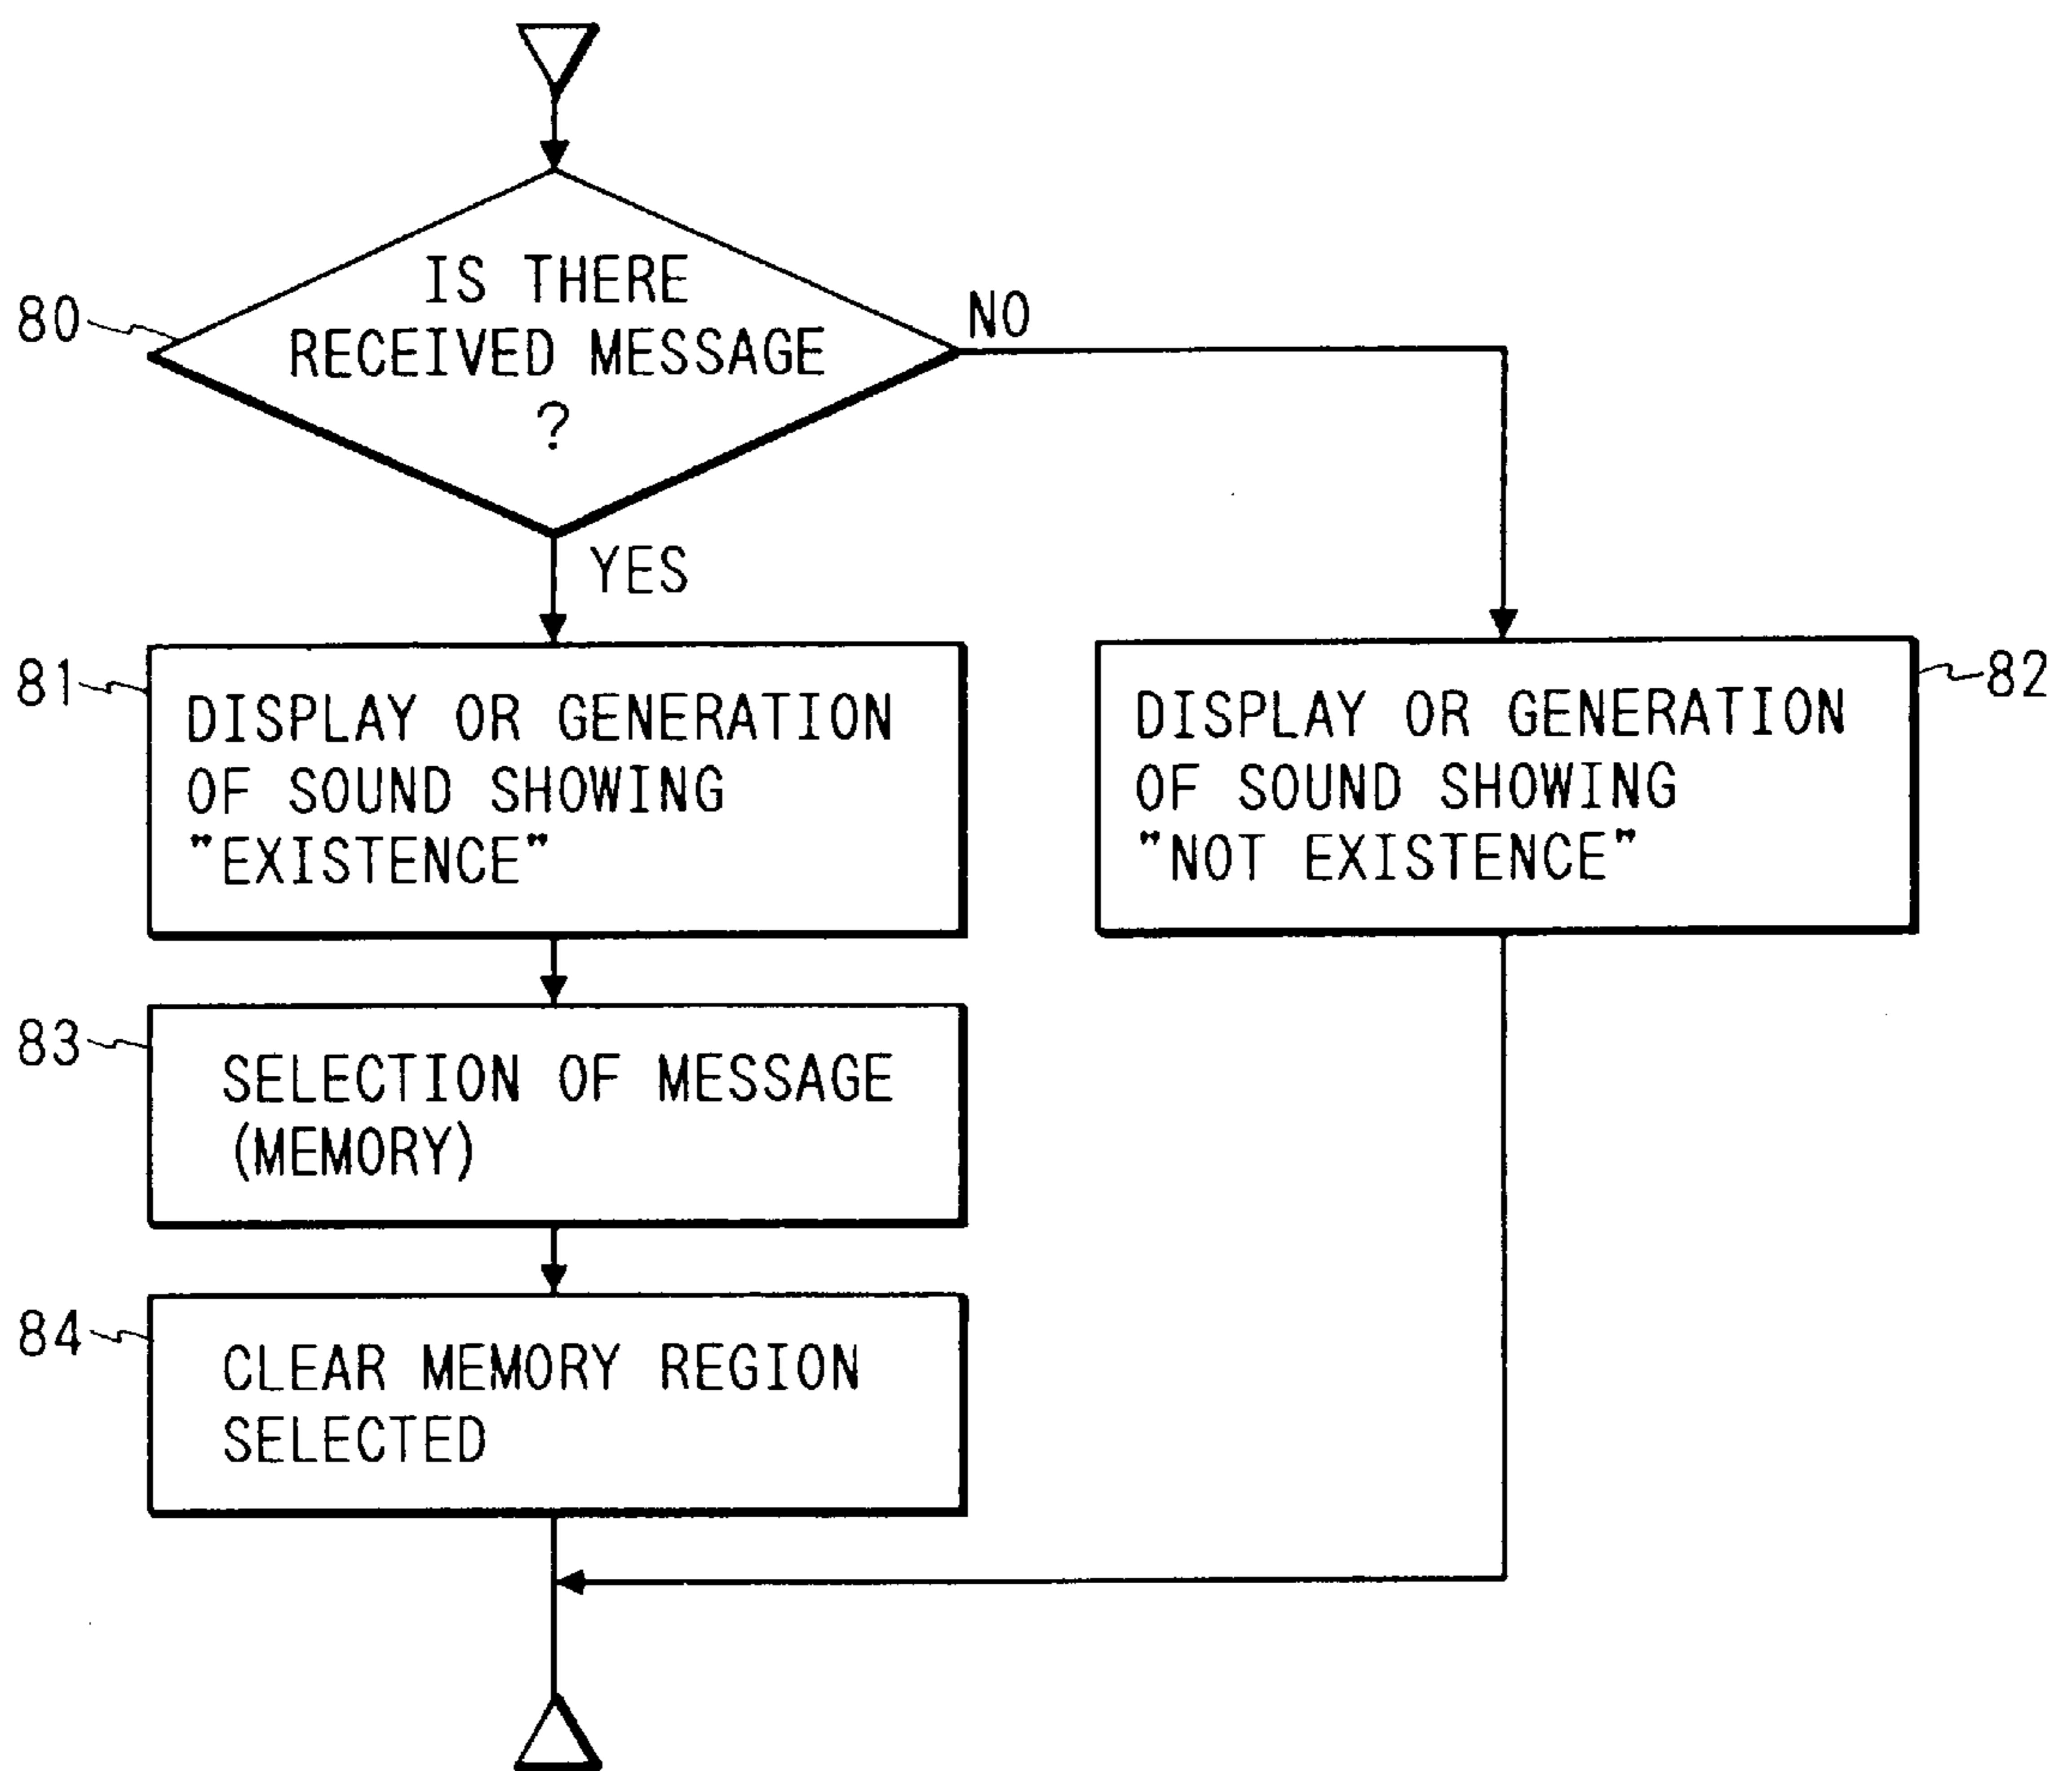 IS THERE
RECEIVED MESSAGE
?
80
NO
YES
81
DISPLAY OR GENERATION
OF SOUND SHOWING
"EXISTENCE"
82
DISPLAY OR GENERATION
OF SOUND SHOWING
"NOT EXISTENCE"
83
SELECTION OF MESSAGE
(MEMORY)
84
CLEAR MEMORY REGION
SELECTED